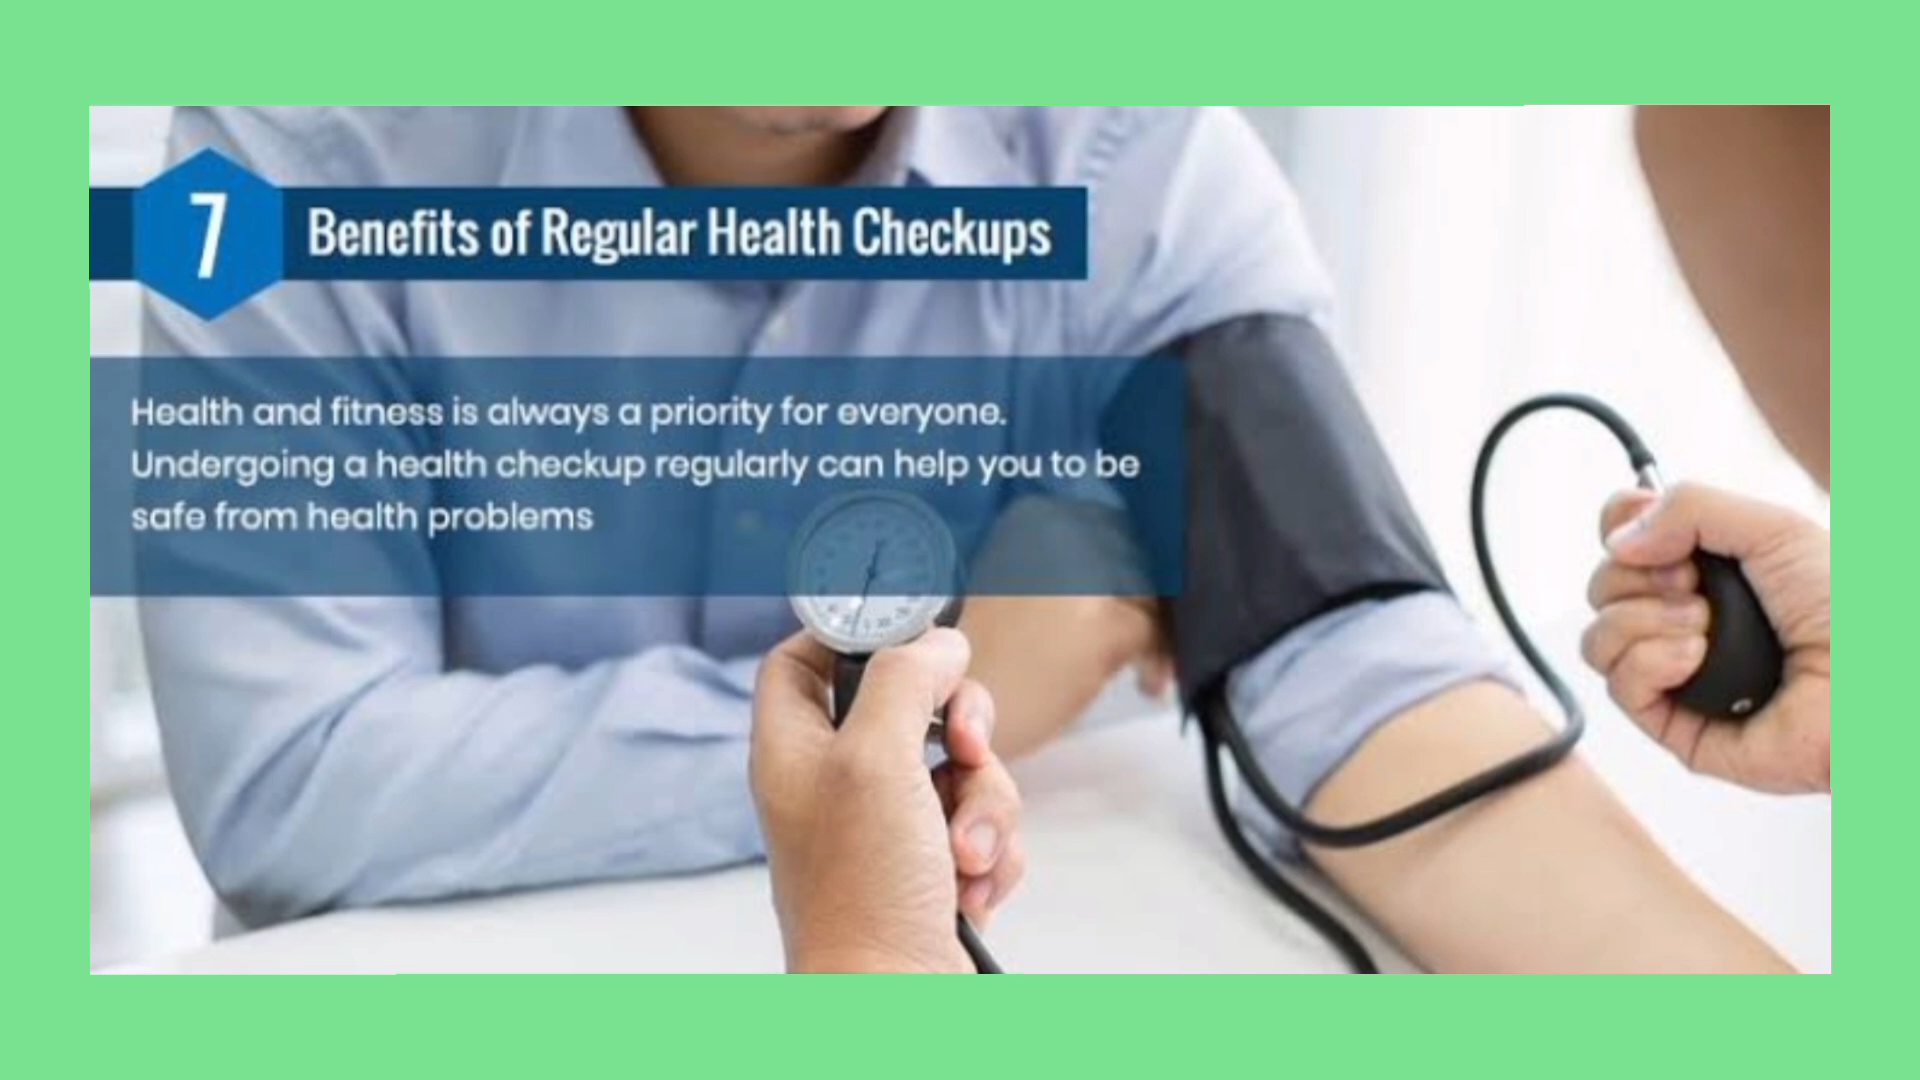 7
Benefits of Regular Health Checkups
Health and fitness is always a priority for everyone.
Undergoing a health checkup regularly can help you to be
safe from health problems